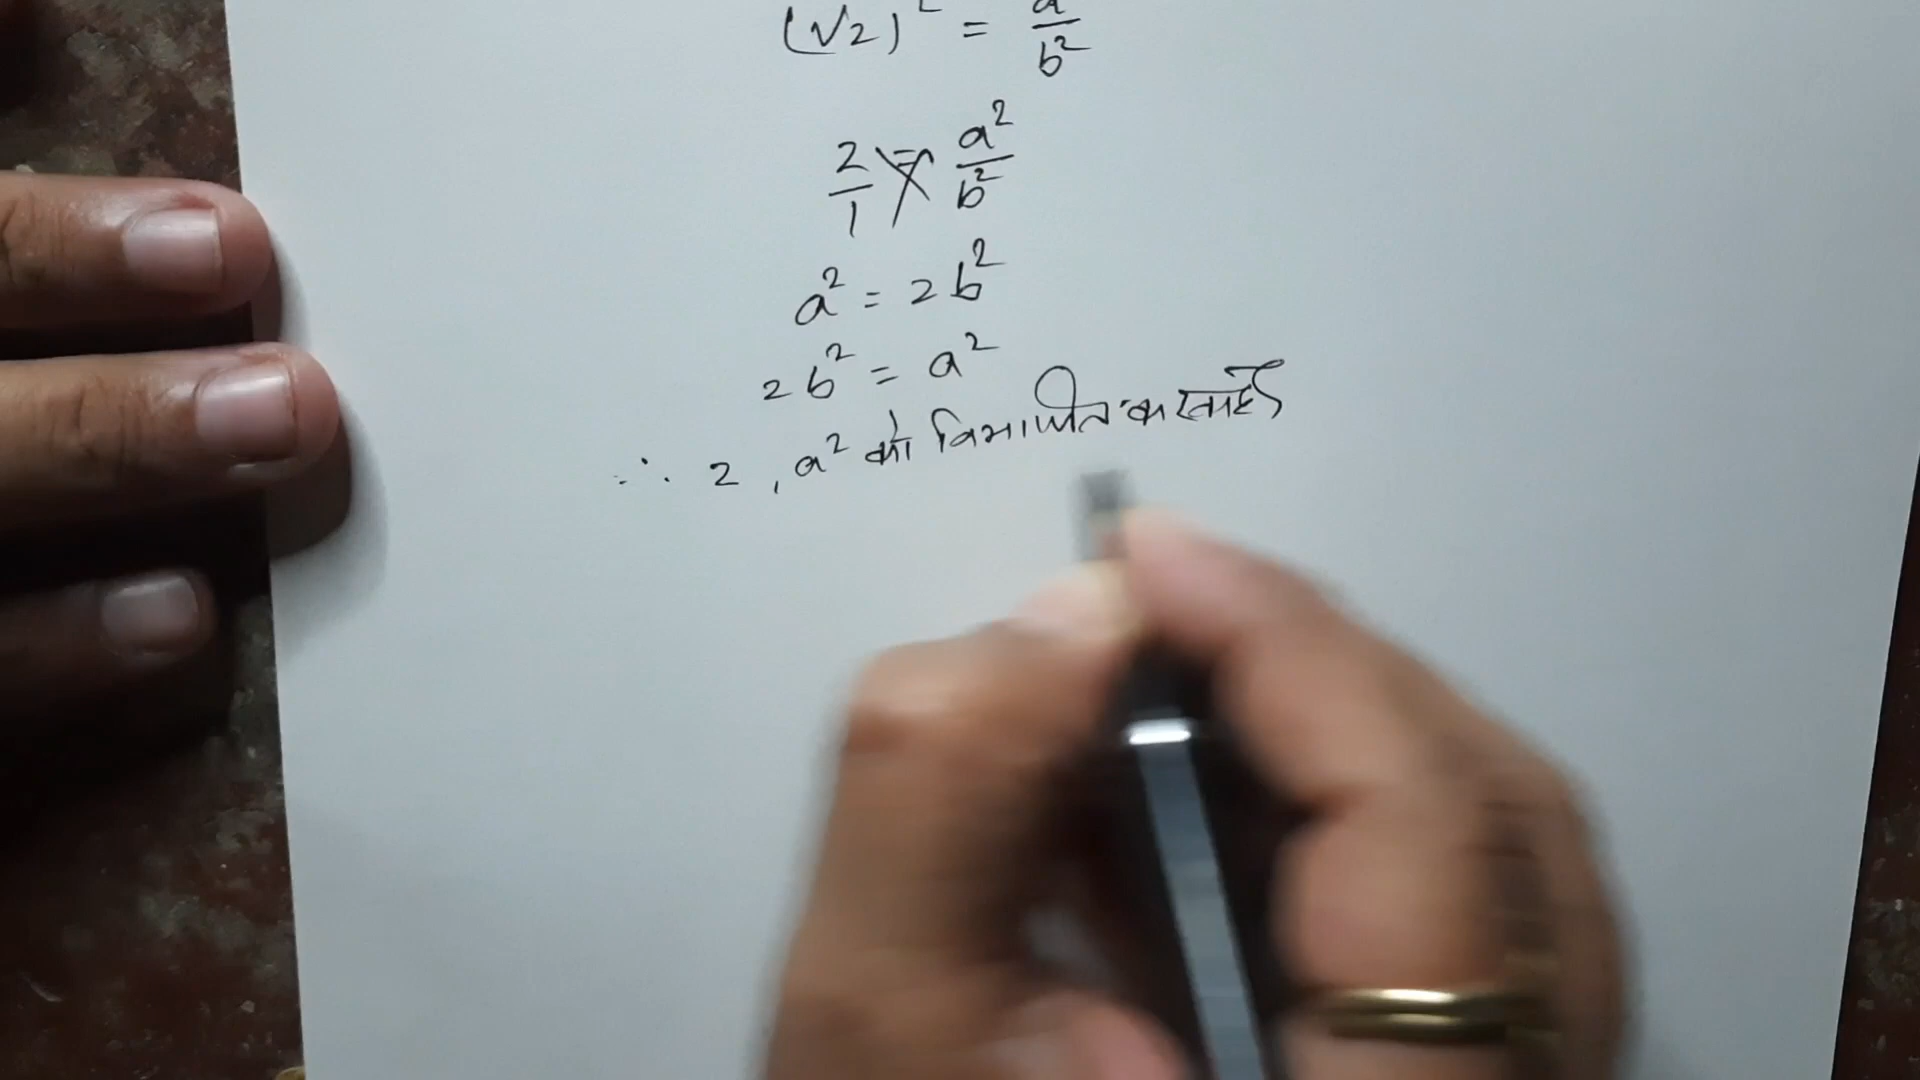 (√2)² = a²/b²
2/1 = a²/b²
a² = 2b²
2b² = a²
∴ 2, a² को विभाजीत करता है